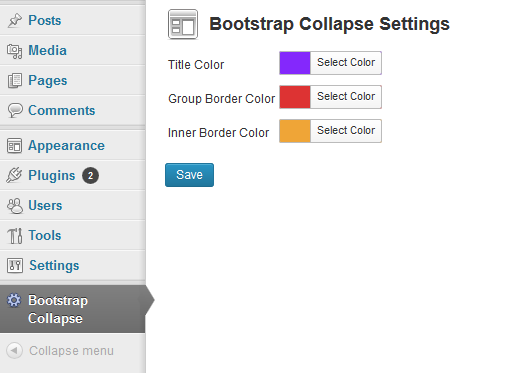 Posts
Media
Pages
Comments
Appearance
Plugins 2
Users
Tools
Settings
Bootstrap
Collapse
Collapse menu
Bootstrap Collapse Settings
Title Color Select Color
Group Border Color Select Color
Inner Border Color Select Color
Save